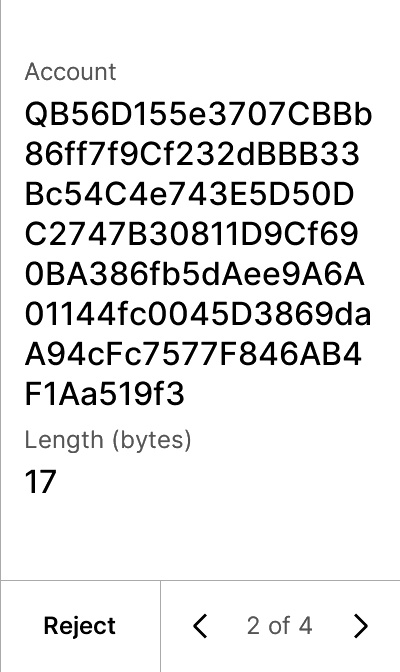 Account
QB56D155e3707CBBb
86ff7f9Cf232dBBB33
Bc54C4e743E5D50D
C2747B30811D9Cf69
0BA386fb5dAee9A6A
01144fc0045D3869da
A94cFc7577F846AB4
F1Aa519f3
Length (bytes)
17
Reject
2 of 4